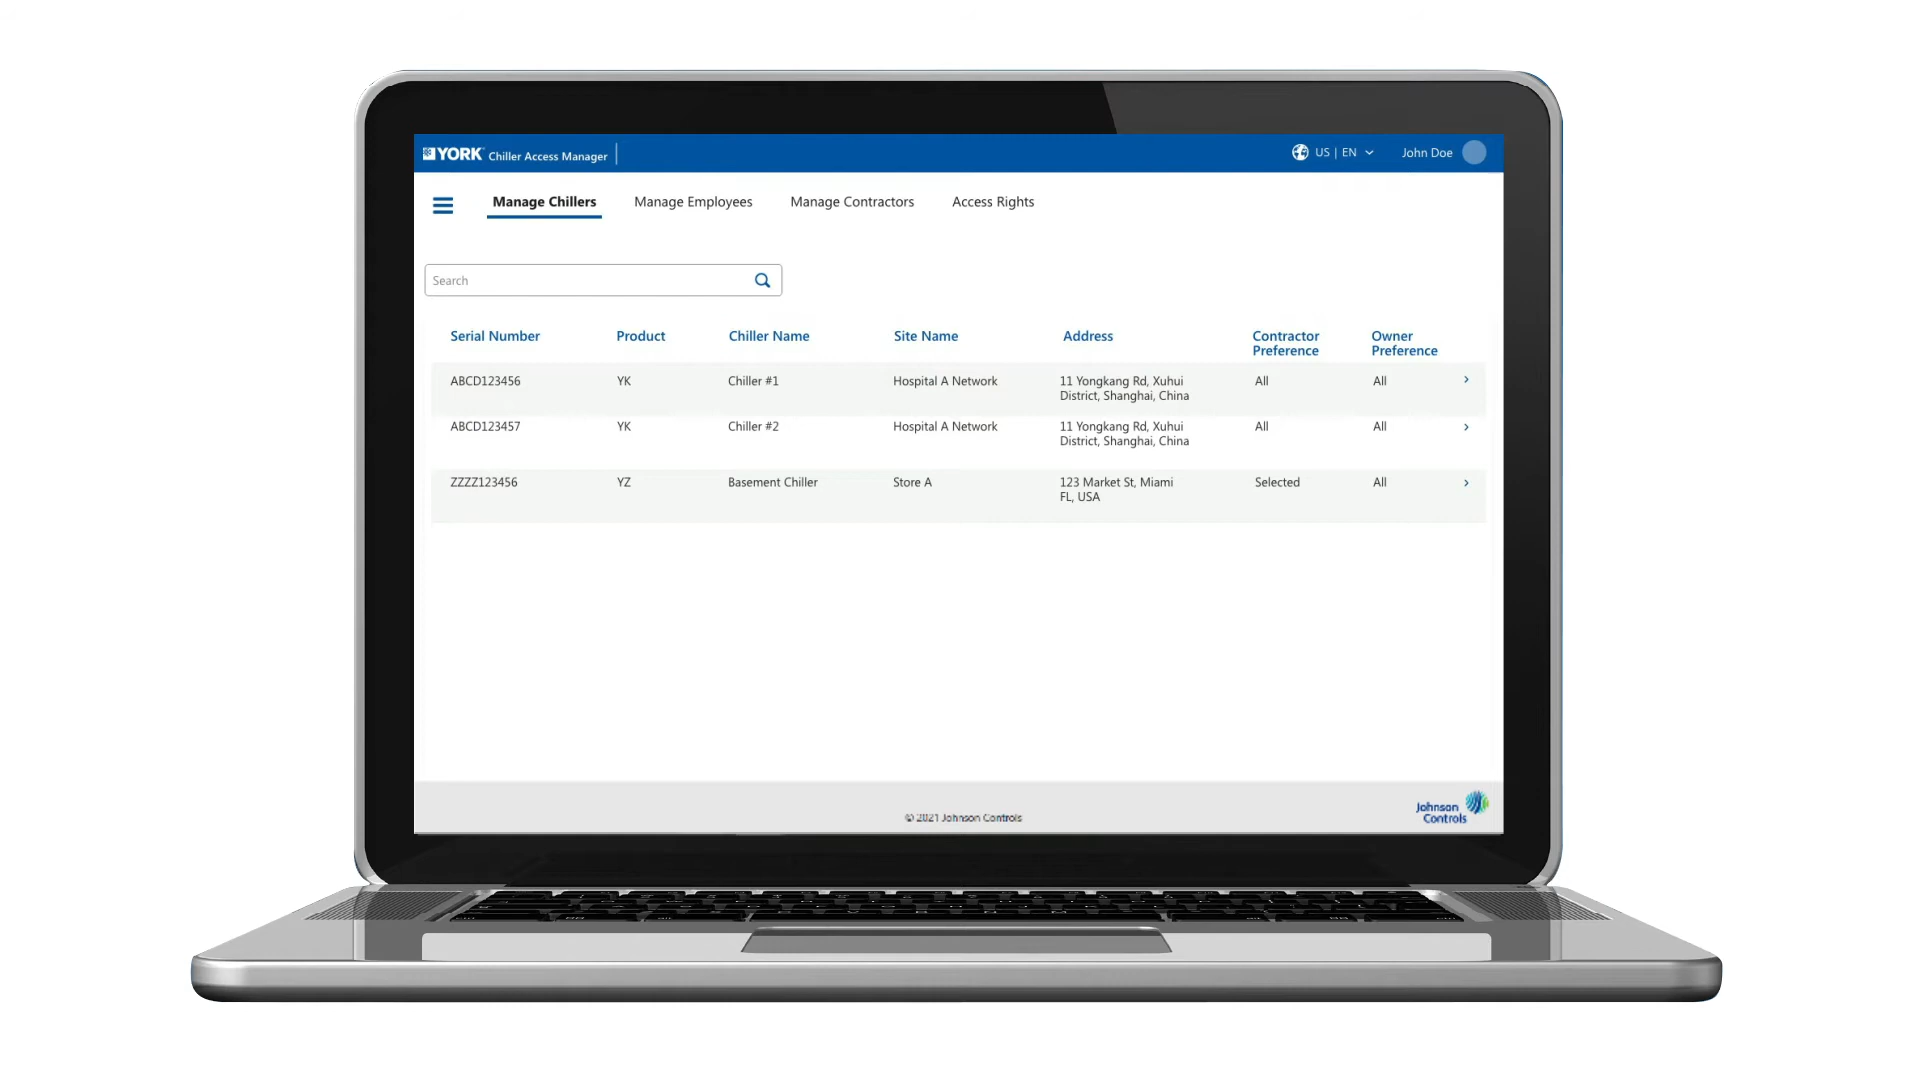 YORK Chiller Access Manager
US | EN
John Doe
Manage Chillers
Manage Employees
Manage Contractors
Access Rights
Search
Serial Number
Product
Chiller Name
Site Name
Address
Contractor
Preference
Owner
Preference
ABCD123456
YK
Chiller #1
Hospital A Network
11 Yongkang Rd, Xuhui
District, Shanghai, China
All
All
ABCD123457
YK
Chiller #2
Hospital A Network
11 Yongkang Rd, Xuhui
District, Shanghai, China
All
All
ZZZZ123456
YZ
Basement Chiller
Store A
123 Market St, Miami
FL, USA
Selected
All
© 2021 Johnson Controls
Johnson
Controls